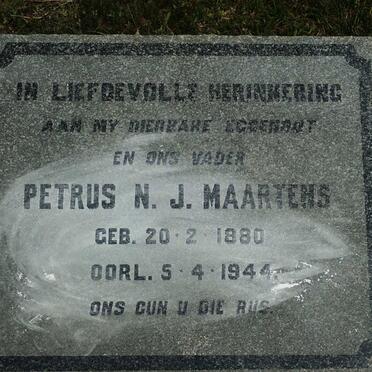 IN LIEFDEVOLLE HERINNERING
AAN MY DIERBARE EGGENOOT
EN ONS VADER
PETRUS N. J. MAARTENS
GEB. 20-2-1880
OORL. 5-4-1944
ONS GUN U DIE RUS.